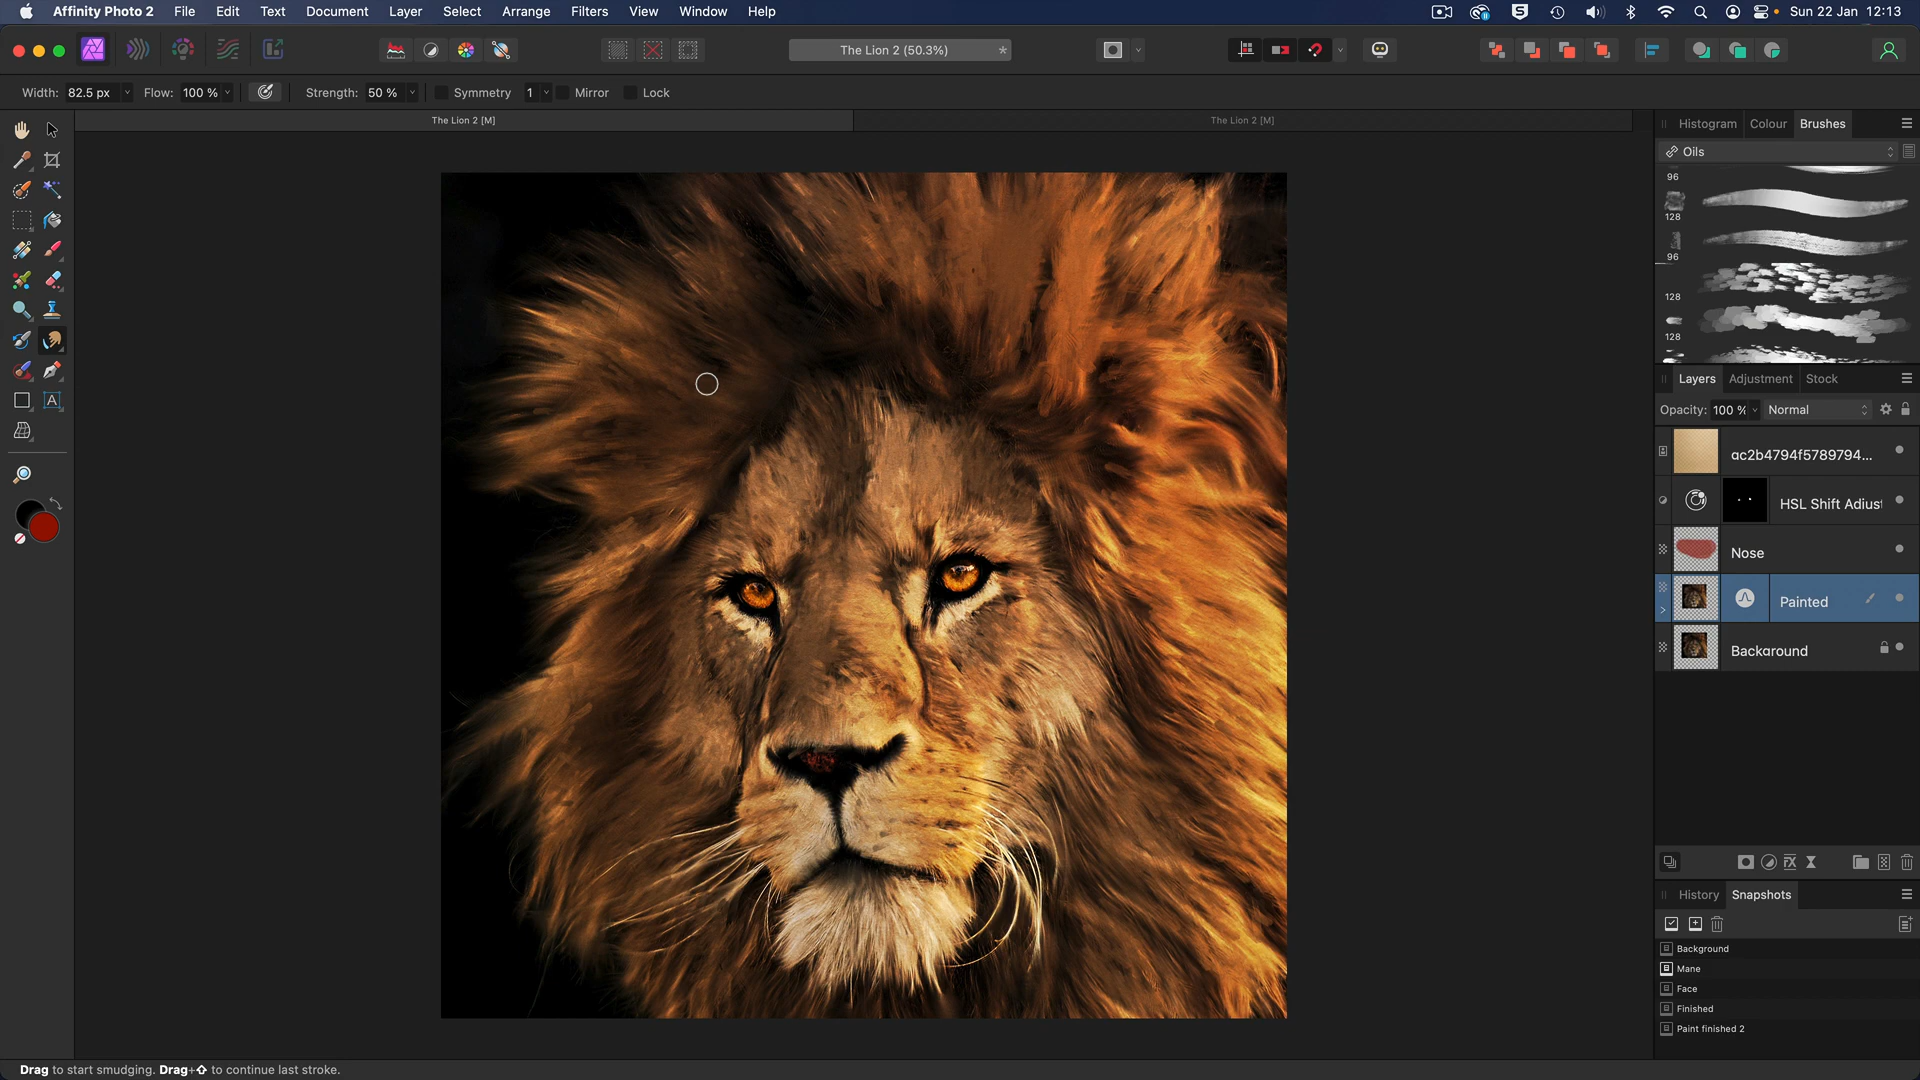 Affinity Photo 2 File Edit Text Document Layer Select Arrange Filters View Window Help Sun 22 Jan 12:13
The Lion 2 (50.3%) *
Width: 82.5 px Flow: 100 % Strength: 50 % Symmetry 1 Mirror Lock
The Lion 2 [M] The Lion 2 [M]
Histogram Colour Brushes
Oils
96
128
96
128
128
Layers Adjustment Stock
Opacity: 100 % Normal
ac2b4794f5789794...
HSL Shift Adjus
Nose
Painted
Background
History Snapshots
Background
Mane
Face
Finished
Paint finished 2
Drag to start smudging. Drag+⇧ to continue last stroke.